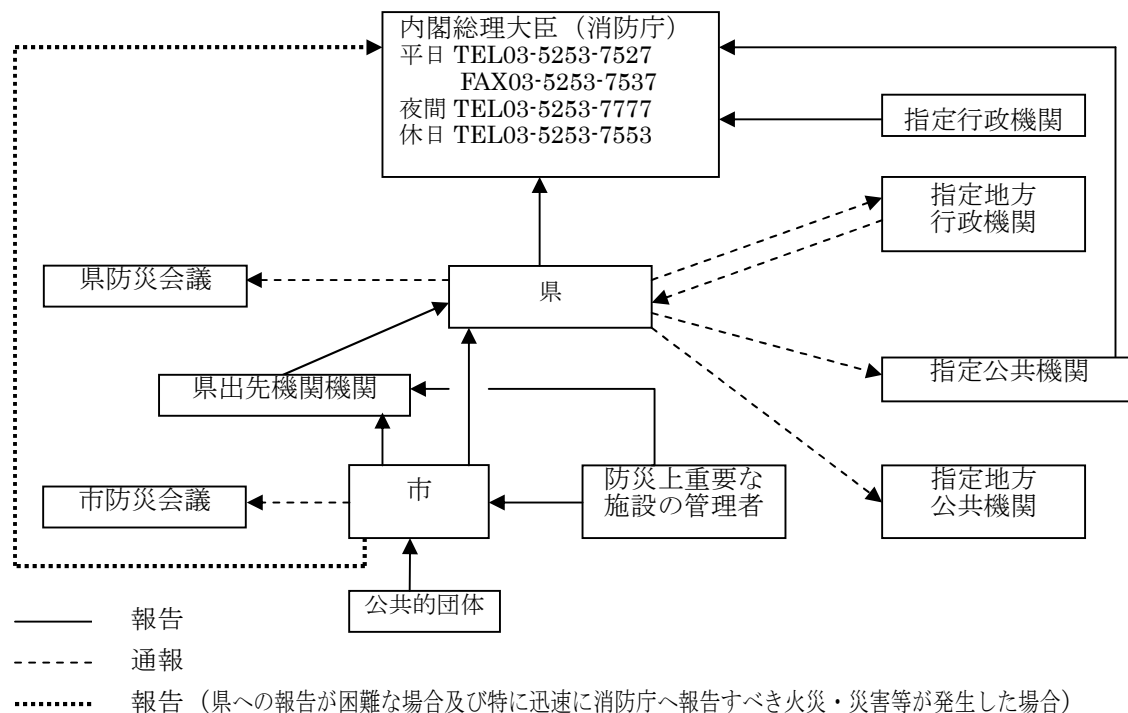 内閣総理大臣（消防庁）
平日 TEL03-5253-7527
FAX03-5253-7537
夜間 TEL03-5253-7777
休日 TEL03-5253-7553
指定行政機関
指定地方
行政機関
県防災会議
県
指定公共機関
県出先機関機関
市防災会議
市
防災上重要な
施設の管理者
指定地方
公共機関
公共的団体
報告
通報
報告（県への報告が困難な場合及び特に迅速に消防庁へ報告すべき火災・災害等が発生した場合）